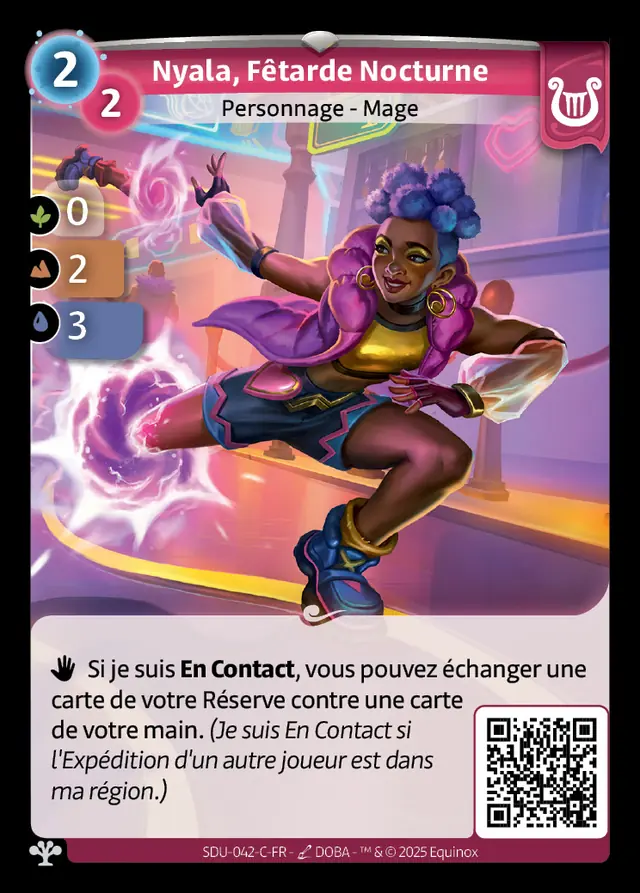 2
Nyala, Fêtarde Nocturne
2
Personnage - Mage
0
2
3
Si je suis En Contact, vous pouvez échanger une
carte de votre Réserve contre une carte
de votre main. (Je suis En Contact si
l'Expédition d'un autre joueur est dans
ma région.)
SDU-042-C-FR - DOBA - ™ & © 2025 Equinox